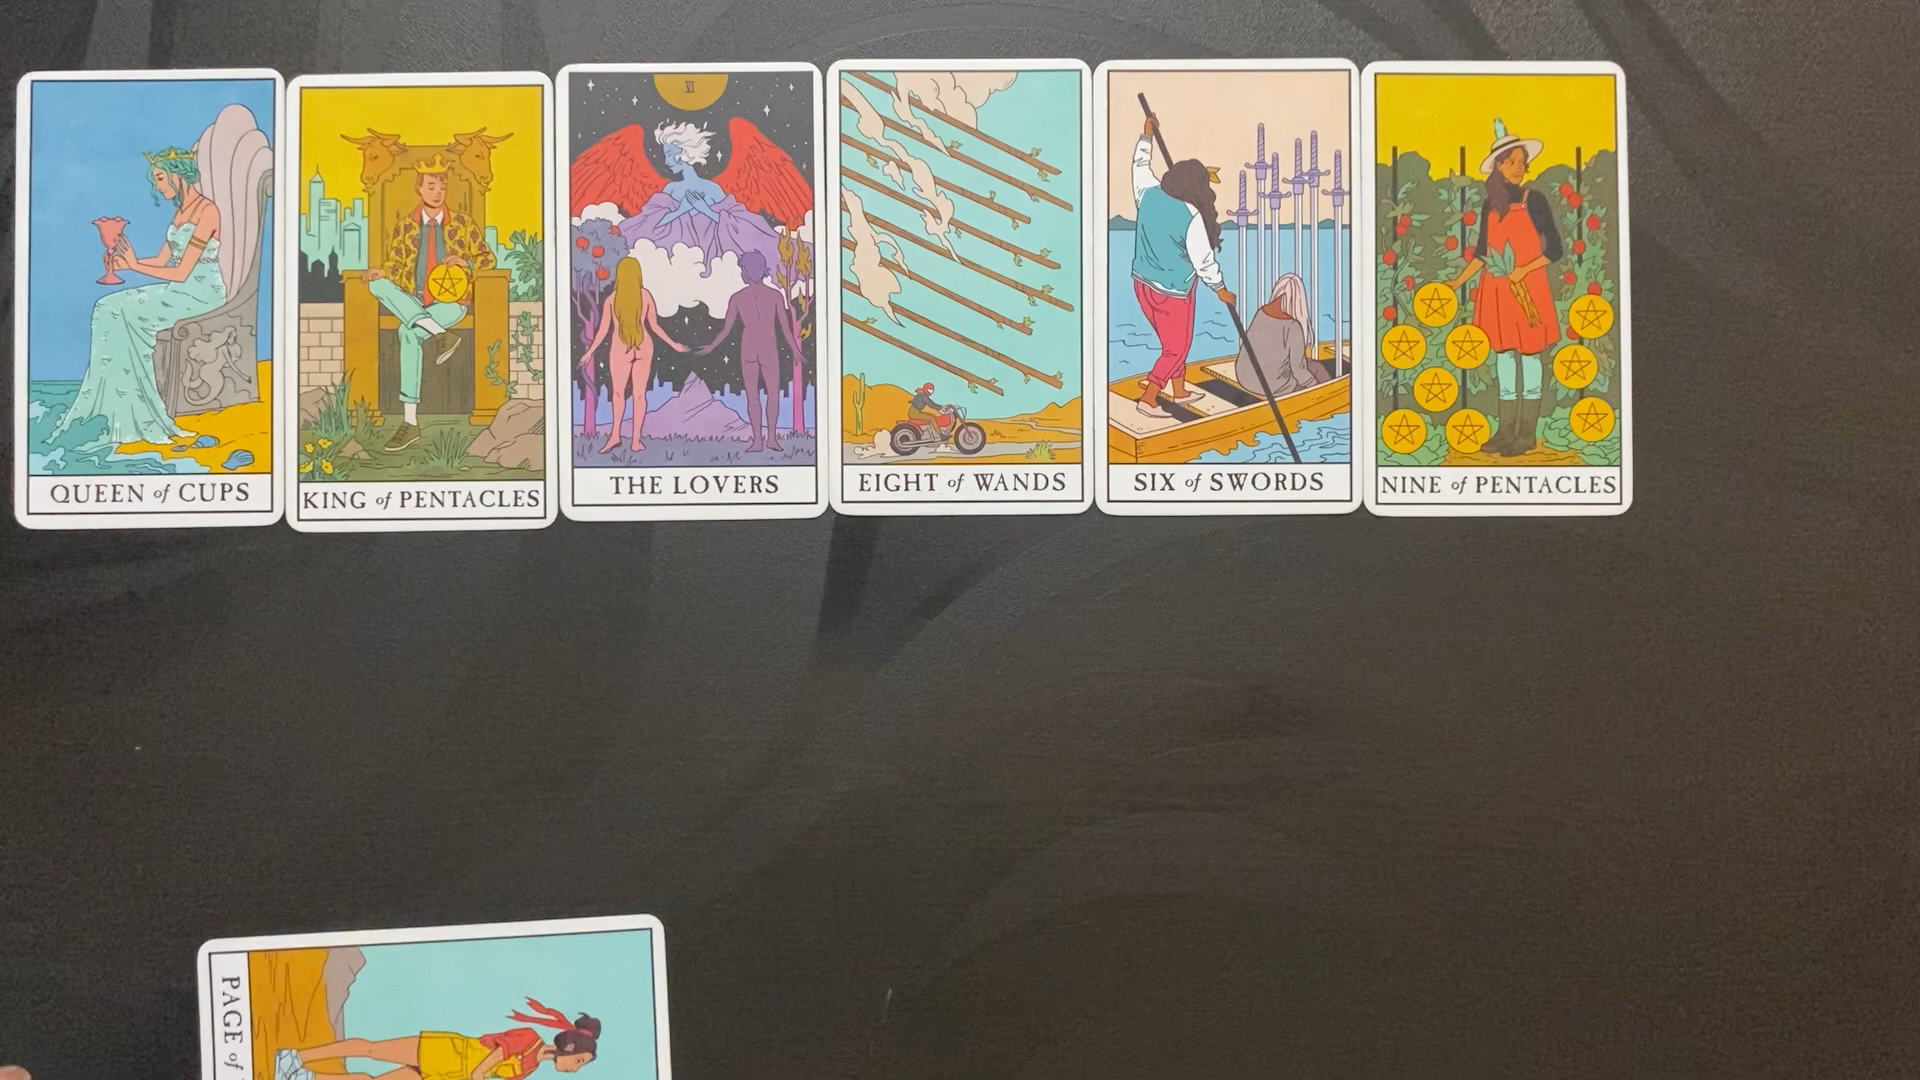 VI
QUEEN of CUPS
KING of PENTACLES
THE LOVERS
EIGHT of WANDS
SIX of SWORDS
NINE of PENTACLES
PAGE of